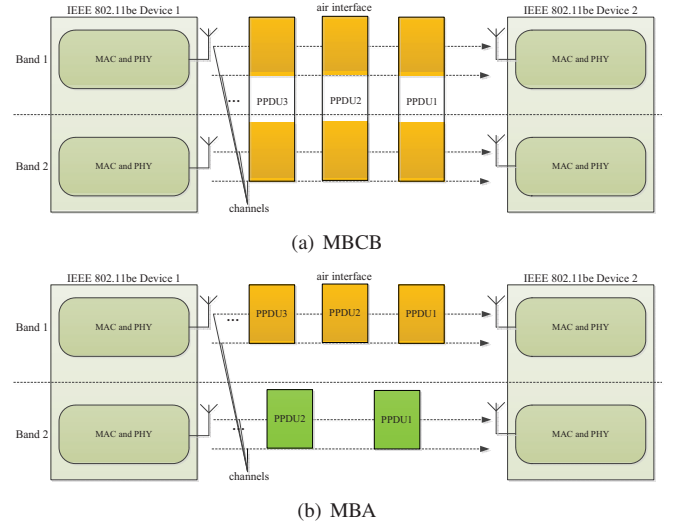 IEEE 802.11be Device 1
air interface
IEEE 802.11be Device 2
Band 1
MAC and PHY
MAC and PHY
...
PPDU3
PPDU2
PPDU1
Band 2
MAC and PHY
MAC and PHY
channels
(a) MBCB
IEEE 802.11be Device 1
air interface
IEEE 802.11be Device 2
Band 1
MAC and PHY
...
PPDU3
PPDU2
PPDU1
MAC and PHY
Band 2
MAC and PHY
...
PPDU2
PPDU1
MAC and PHY
channels
(b) MBA